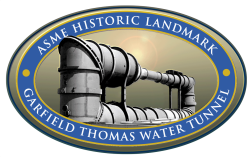 ASME HISTORIC LANDMARK
GARFIELD THOMAS WATER TUNNEL